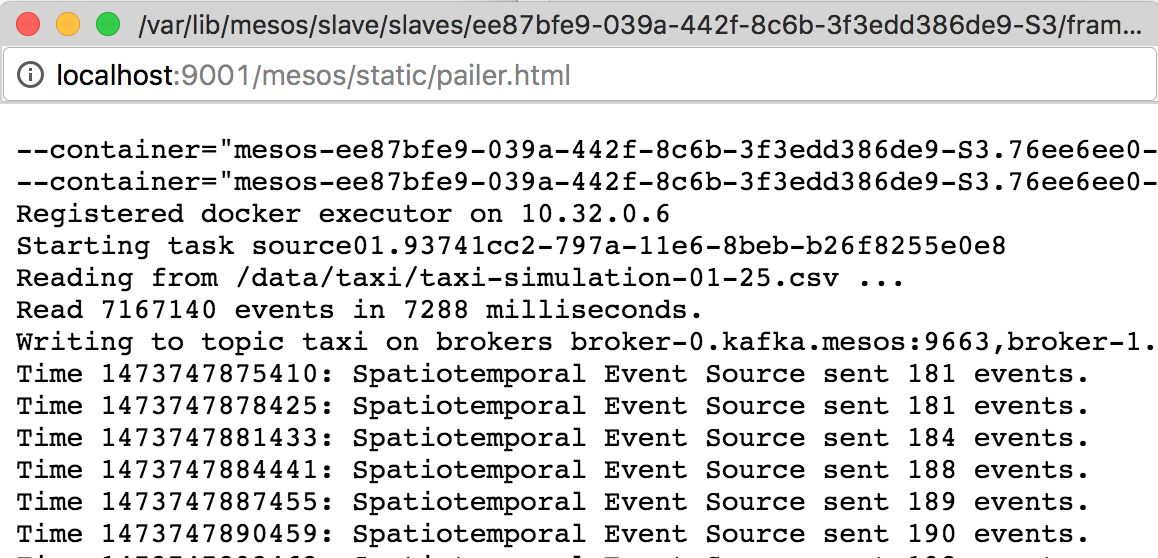 /var/lib/mesos/slave/slaves/ee87bfe9-039a-442f-8c6b-3f3edd386de9-S3/fram...
localhost:9001/mesos/static/pailer.html
--container="mesos-ee87bfe9-039a-442f-8c6b-3f3edd386de9-S3.76ee6ee0-
--container="mesos-ee87bfe9-039a-442f-8c6b-3f3edd386de9-S3.76ee6ee0-
Registered docker executor on 10.32.0.6
Starting task source01.93741cc2-797a-11e6-8beb-b26f8255e0e8
Reading from /data/taxi/taxi-simulation-01-25.csv ...
Read 7167140 events in 7288 milliseconds.
Writing to topic taxi on brokers broker-0.kafka.mesos:9663,broker-1.
Time 1473747875410: Spatiotemporal Event Source sent 181 events.
Time 1473747878425: Spatiotemporal Event Source sent 181 events.
Time 1473747881433: Spatiotemporal Event Source sent 184 events.
Time 1473747884441: Spatiotemporal Event Source sent 188 events.
Time 1473747887455: Spatiotemporal Event Source sent 189 events.
Time 1473747890459: Spatiotemporal Event Source sent 190 events.